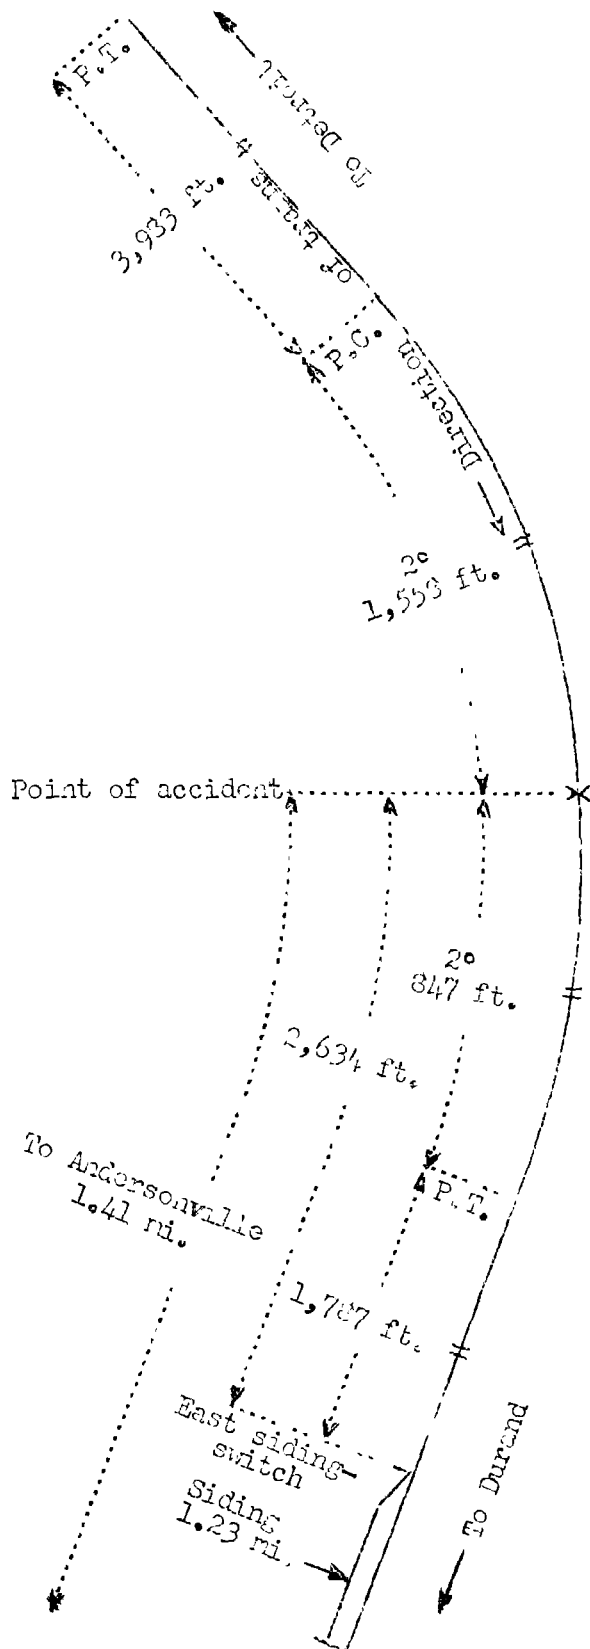 P.T.
To Detroit
3,933 ft.
of trains
P.C.
Direction
2°
1,553 ft.
Point of accident
2°
847 ft.
2,634 ft.
To Andersonville
1.41 mi.
P.T.
1,787 ft.
East siding-
switch
Siding
1.23 mi.
To Durand